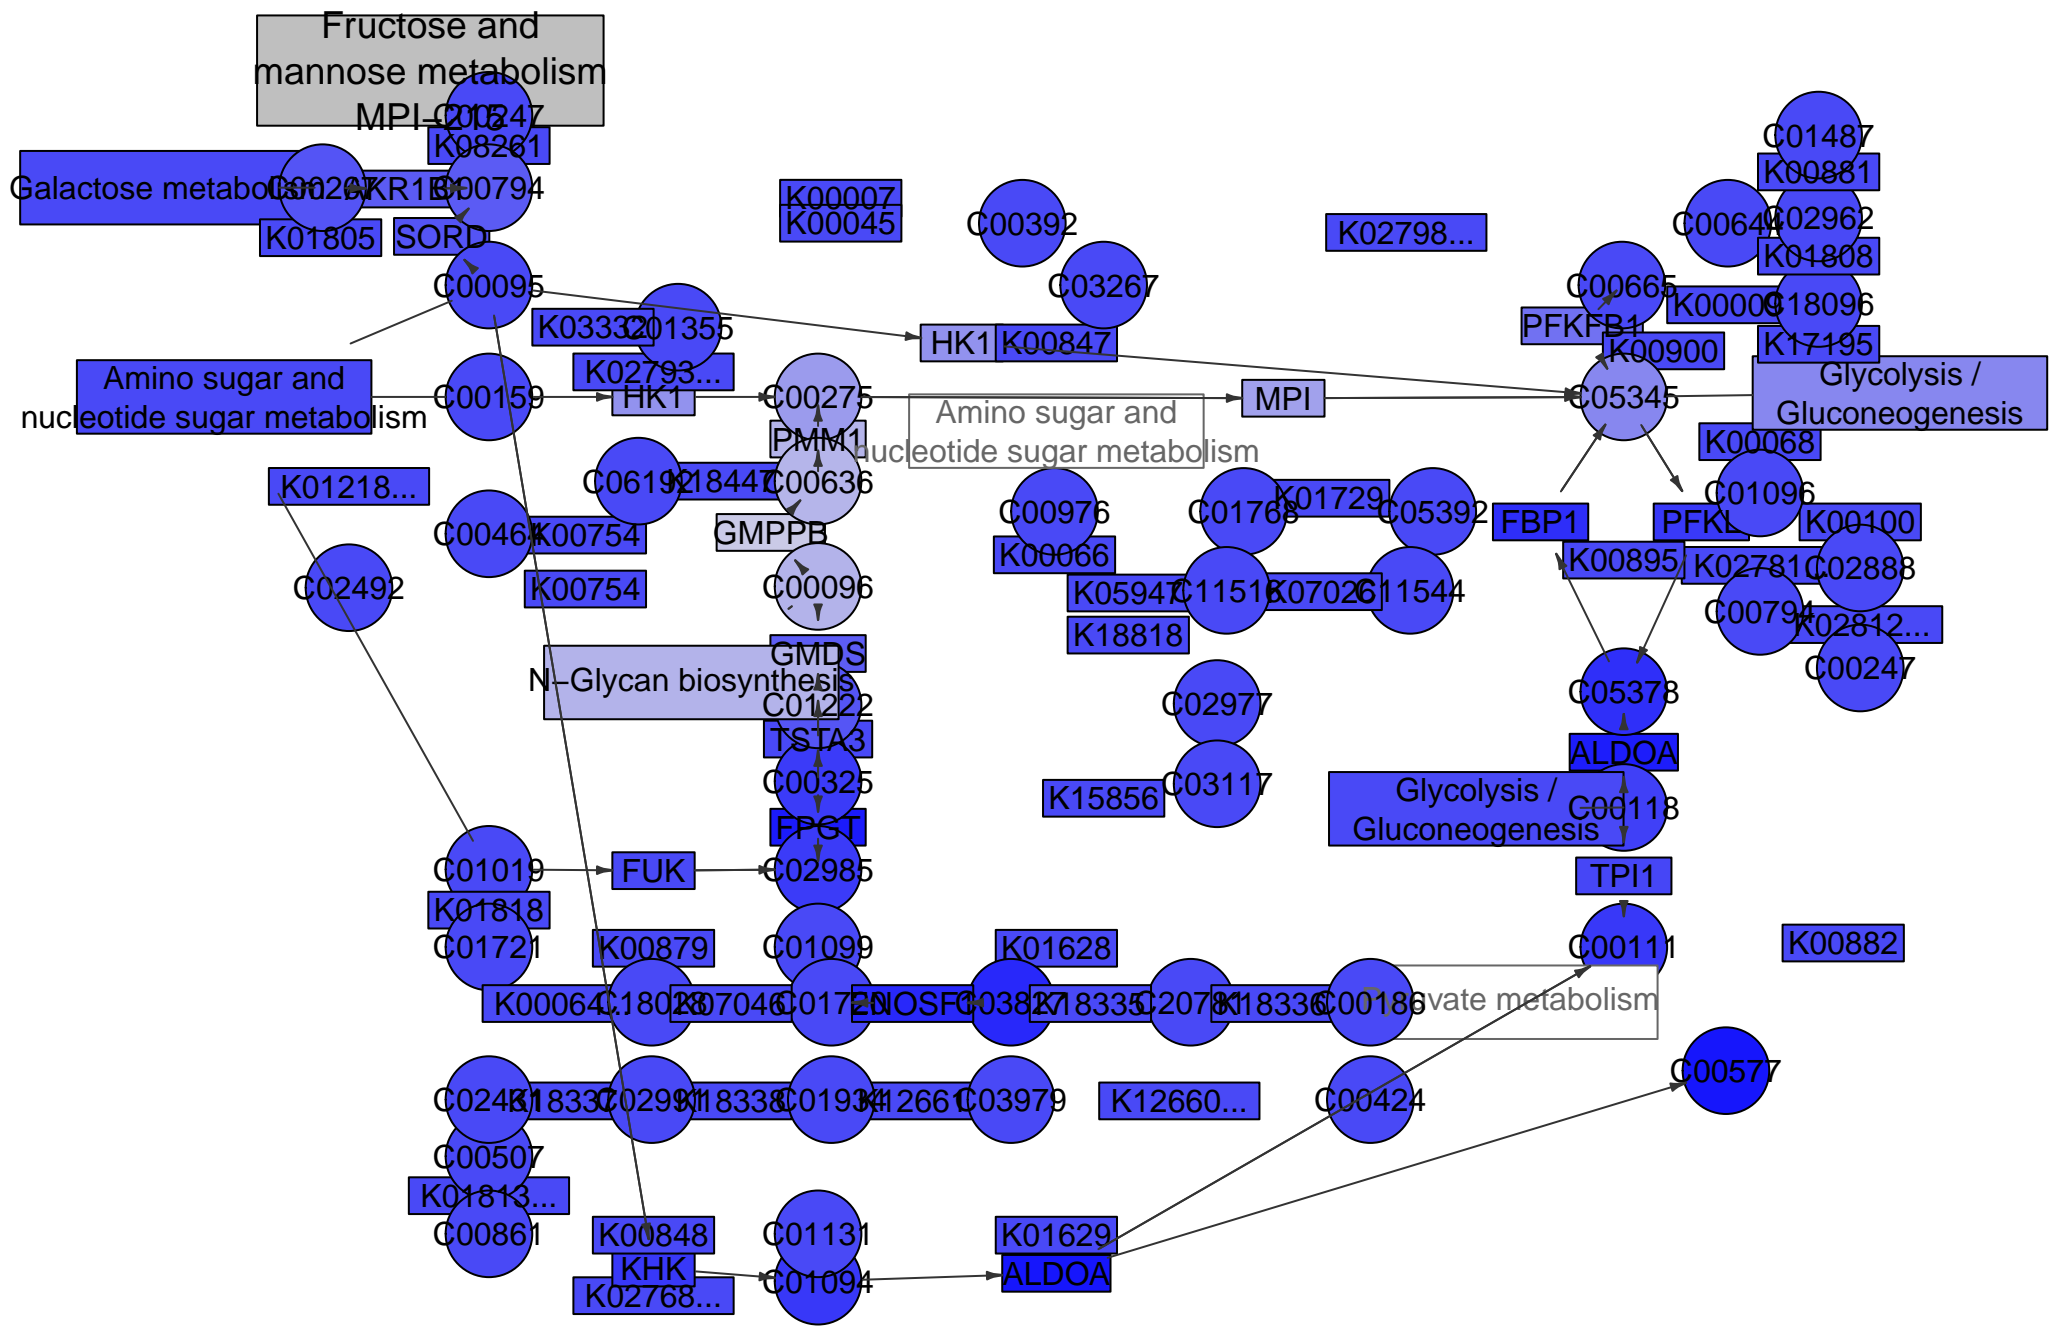 Fructose and
mannose metabolism
MPI−215
C00247
K08261
Galactose metabolism
C00267
AKR1B1
C00794
K01805
SORD
C00095
K00007
K00045
C00392
C03267
K02798...
C01487
K00881
C00644
C02962
K01808
C00665
K00009
C18096
K17195
PFKFB1
K00900
K03332
C01355
K02793...
HK1
K00847
Amino sugar and
nucleotide sugar metabolism
C00159
HK1
C00275
MPI
C05345
Glycolysis /
Gluconeogenesis
Amino sugar and
nucleotide sugar metabolism
PMM1
K00068
K01218...
C06192
K18447
C00636
C01096
C00464
K00754
GMPPB
C00976
K00066
C01768
K01729
C05392
FBP1
PFKL
K00100
C02492
K00754
C00096
K05947
C11516
K07026
C11544
K00895
K02781...
C02888
K18818
C00794
K02812...
C00247
GMDS
N−Glycan biosynthesis
C01222
C02977
C05378
TSTA3
ALDOA
C00325
K15856
C03117
Glycolysis /
Gluconeogenesis
C00118
FPGT
C01019
FUK
C02985
TPI1
K01818
C01721
K00879
C01099
K01628
C00111
K00882
K00064...
C18028
K07046
C01720
ENOSF1
C03827
K18335
C20781
K18336
C00186
Pyruvate metabolism
C00577
C02431
K18337
C02991
K18338
C01934
K12661
C03979
K12660...
C00424
C00507
K01813...
C00861
K00848
C01131
K01629
KHK
C01094
ALDOA
K02768...